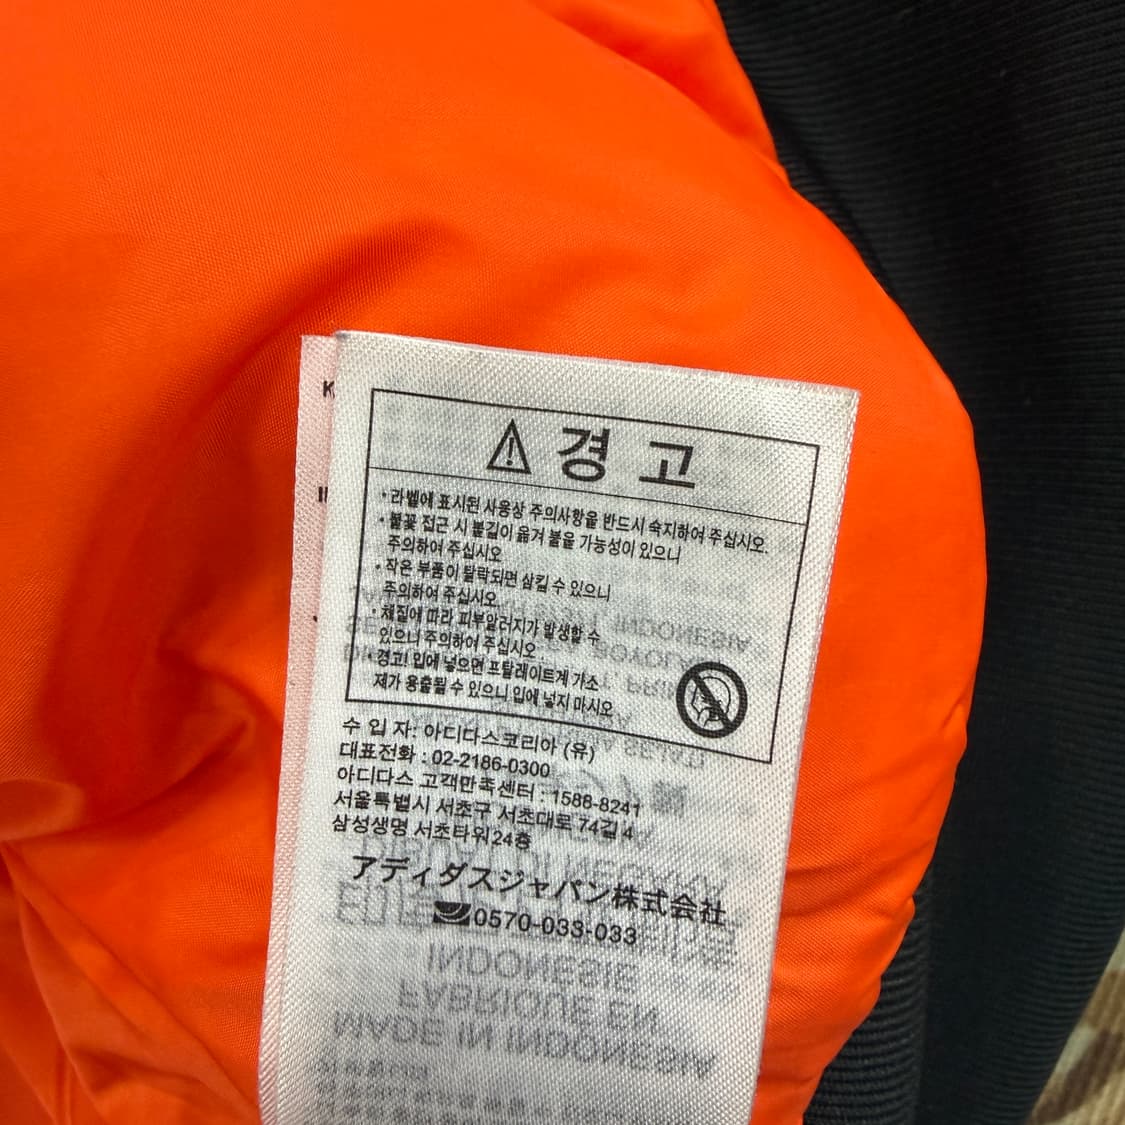 경 고
• 라벨에 표시된 사용상 주의사항을 반드시 숙지하여 주십시오.
• 불꽃 접근 시 불길이 옮겨 붙을 가능성이 있으니
주의하여 주십시오
• 작은 부품이 탈락되면 삼킬 수 있으니
주의하여 주십시오.
• 체질에 따라 피부알러지가 발생할 수
있으니 주의하여 주십시오
• 경고! 입에 넣으면 프탈레이트계 가소
제가 용출될 수 있으니 입에 넣지 마시오
수 입 자: 아디다스코리아 (유)
대표전화 : 02-2186-0300
아디다스 고객만족센터 : 1588-8241
서울특별시 서초구 서초대로 74길 4
삼성생명 서초타워24층
アディダスジャパン株式会社
0570-033-033
INDONESIE
FABRIQUE EN
MADE IN INDONESIA